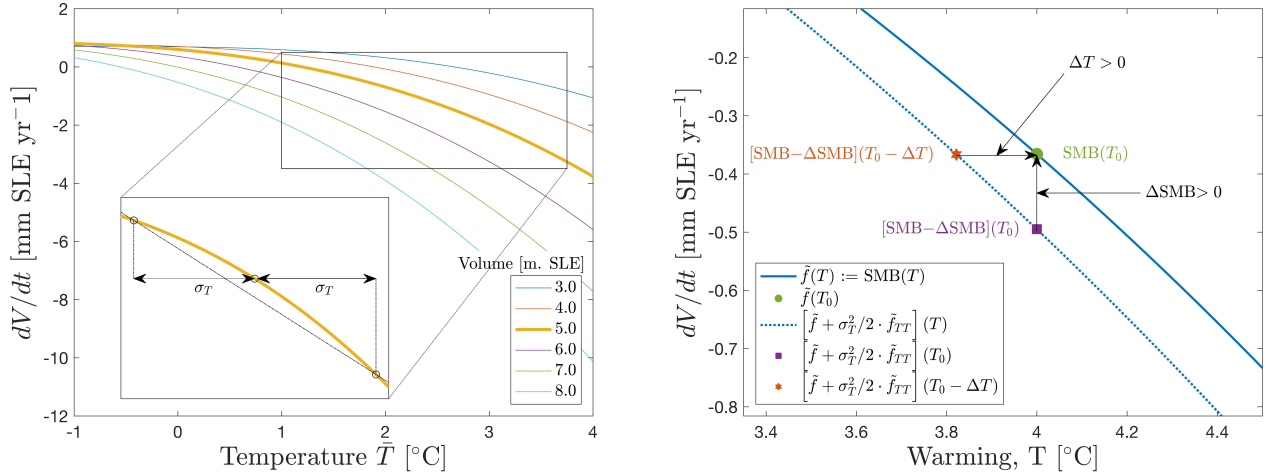 2
0
-2
-4
-6
-8
-10
-12
-1
0
1
2
3
4
dV/dt [mm SLE yr−1]
Temperature T̄ [°C]
σ_T
σ_T
Volume [m. SLE]
3.0
4.0
5.0
6.0
7.0
8.0
-0.2
-0.3
-0.4
-0.5
-0.6
-0.7
-0.8
3.4
3.6
3.8
4
4.2
4.4
dV/dt [mm SLE yr⁻¹]
Warming, T [°C]
ΔT > 0
[SMB−ΔSMB](T₀ − ΔT)
SMB(T₀)
ΔSMB> 0
[SMB−ΔSMB](T₀)
f̃(T) := SMB(T)
f̃(T₀)
[f̃ + σ_T²/2 · f̃_TT] (T)
[f̃ + σ_T²/2 · f̃_TT] (T₀)
[f̃ + σ_T²/2 · f̃_TT] (T₀ − ΔT)